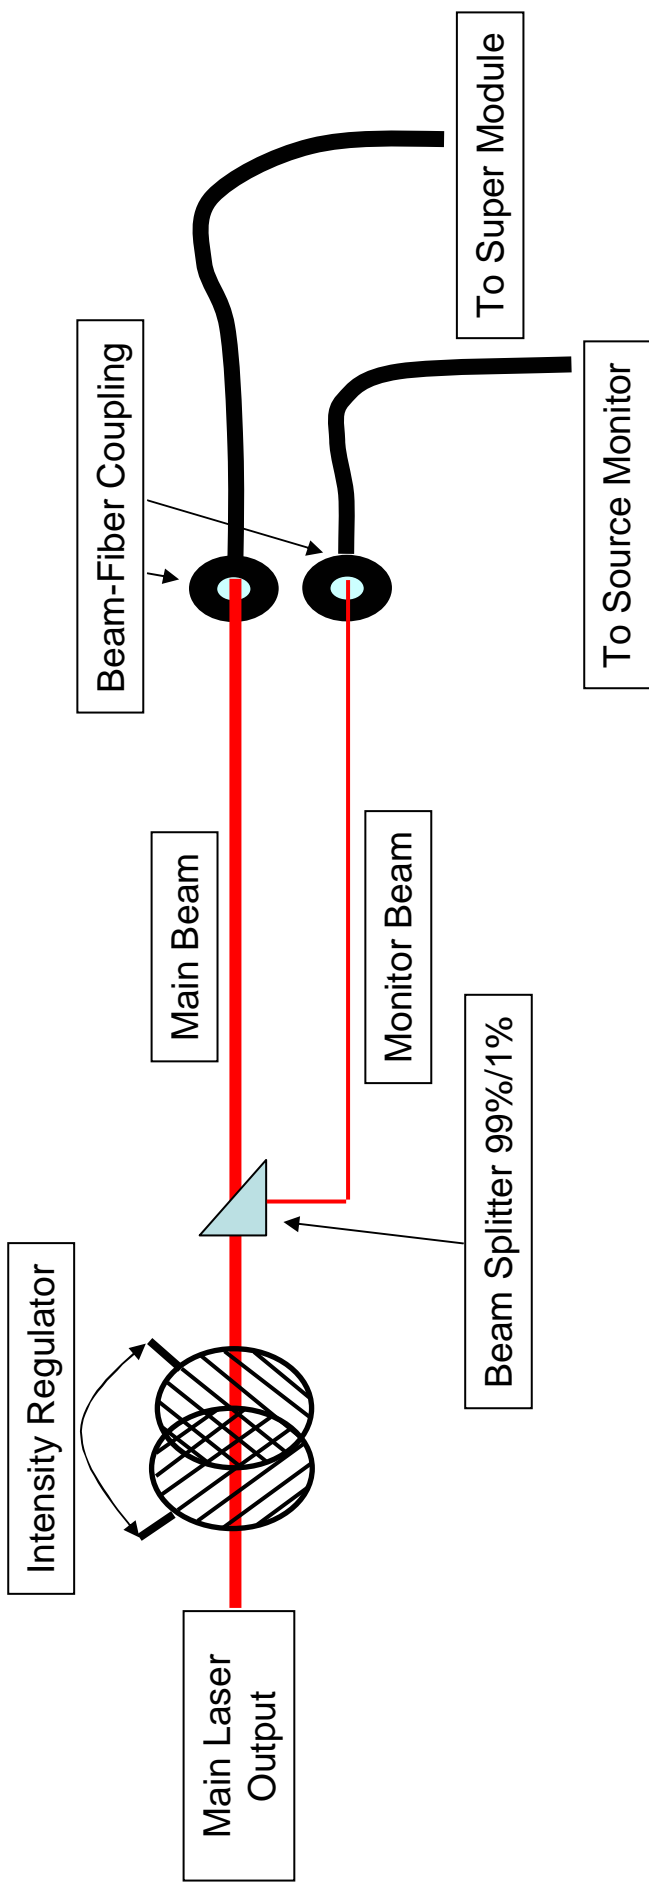 Main Laser
Output
Intensity Regulator
Beam Splitter 99%/1%
Main Beam
Monitor Beam
Beam-Fiber Coupling
To Super Module
To Source Monitor